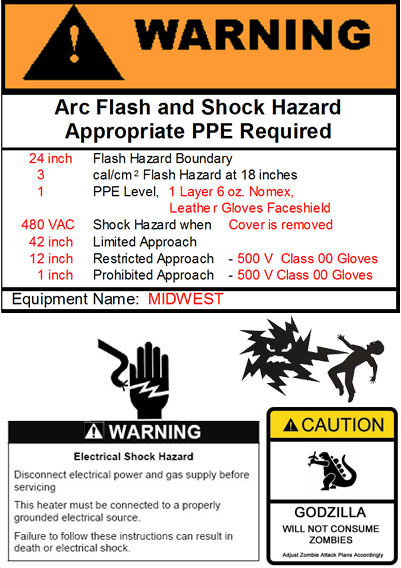 WARNING
Arc Flash and Shock Hazard
Appropriate PPE Required
24 inch Flash Hazard Boundary
3 cal/cm² Flash Hazard at 18 inches
1 PPE Level, 1 Layer 6 oz. Nomex,
Leather Gloves Faceshield
480 VAC Shock Hazard when Cover is removed
42 inch Limited Approach
12 inch Restricted Approach - 500 V Class 00 Gloves
1 inch Prohibited Approach - 500 V Class 00 Gloves
Equipment Name: MIDWEST
WARNING
Electrical Shock Hazard
Disconnect electrical power and gas supply before
servicing
This heater must be connected to a properly
grounded electrical source.
Failure to follow these instructions can result in
death or electrical shock.
CAUTION
GODZILLA
WILL NOT CONSUME
ZOMBIES
Adjust Zombie Attack Plans Accordingly